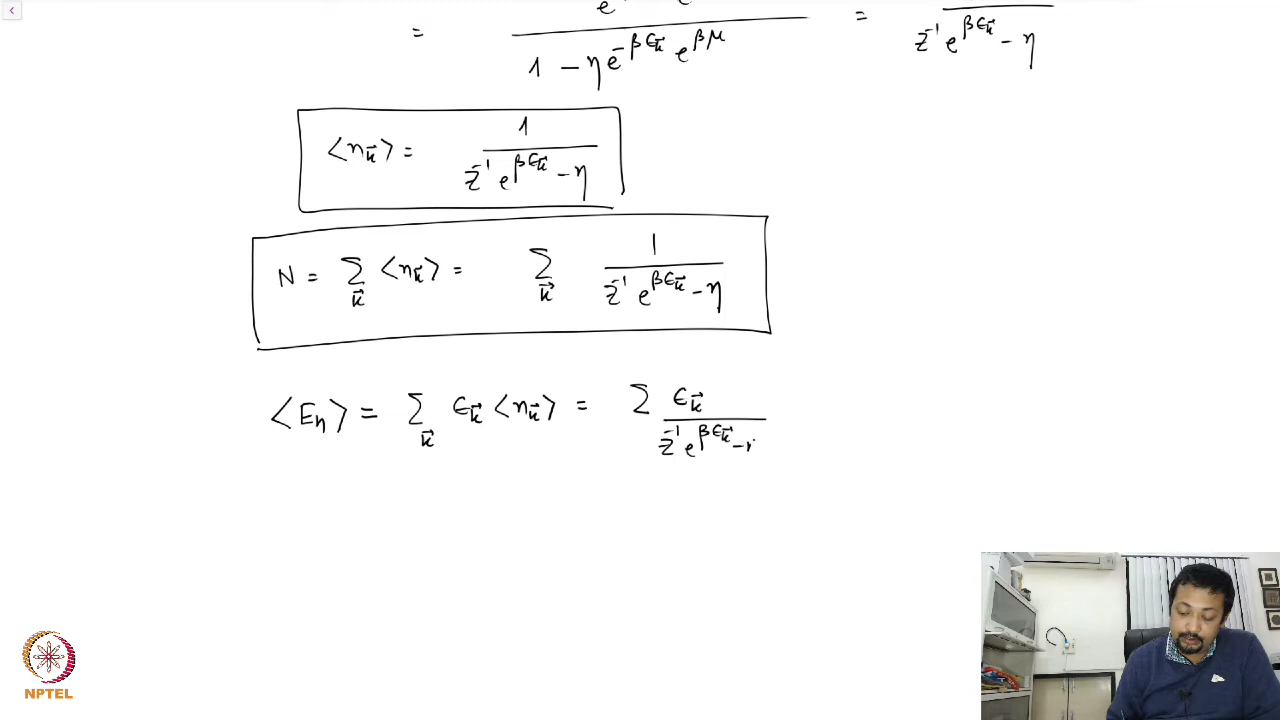 = 1 - ηe^{-βϵ_k⃗} e^{βμ} = z^{-1} e^{βϵ_k⃗} - η
⟨n_k⃗⟩ = 1 / (z^{-1} e^{βϵ_k⃗} - η)
N = Σ_k⃗ ⟨n_k⃗⟩ = Σ_k⃗ 1 / (z^{-1} e^{βϵ_k⃗} - η)
⟨E_η⟩ = Σ_k⃗ ϵ_k⃗ ⟨n_k⃗⟩ = Σ ϵ_k⃗ / (z^{-1} e^{βϵ_k⃗} -
NPTEL